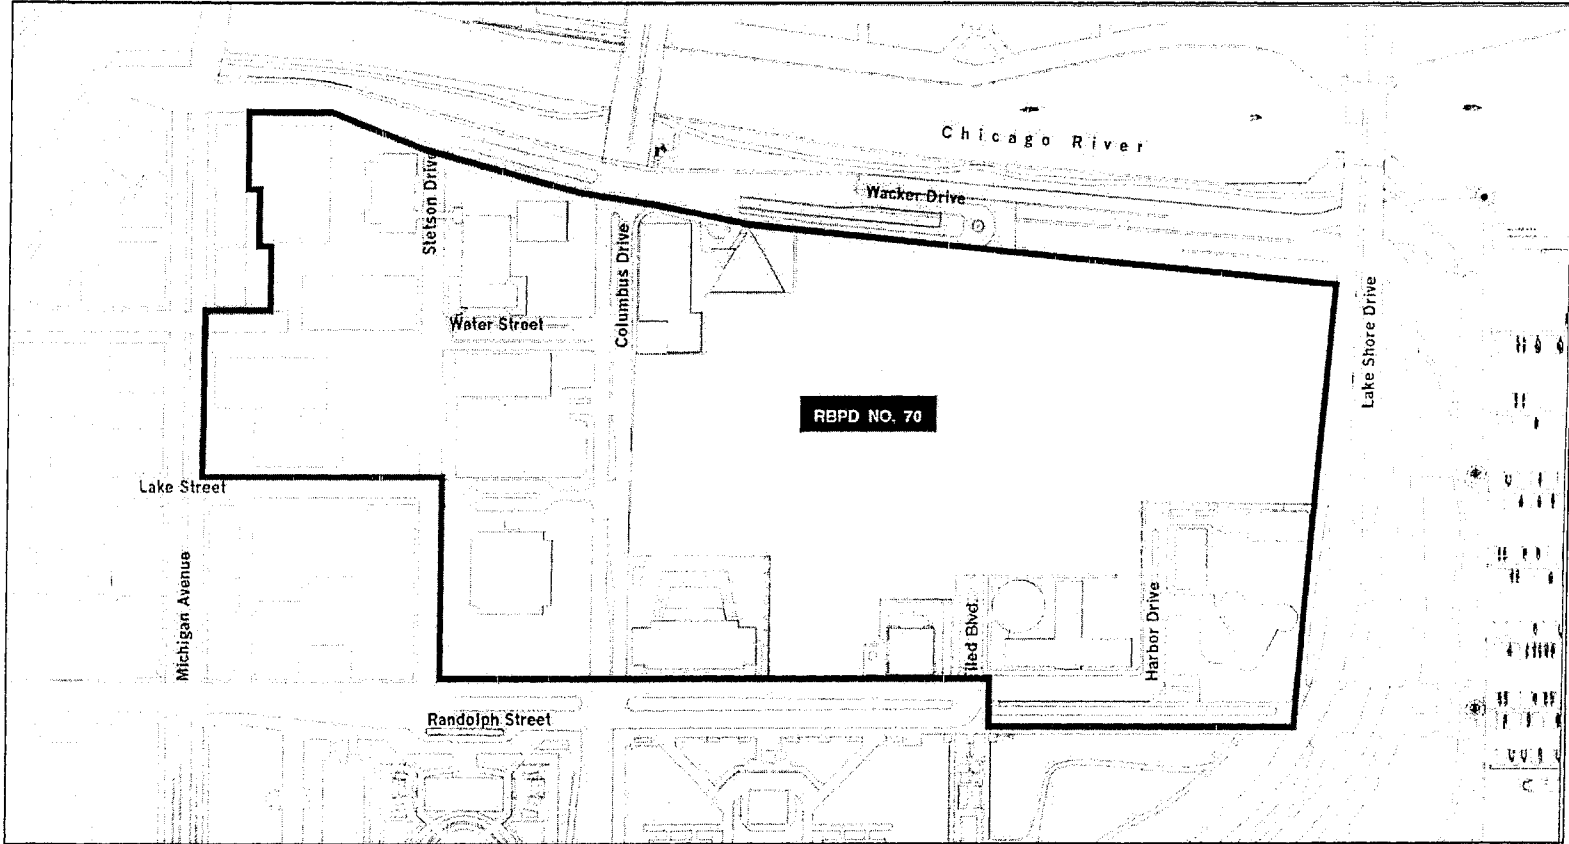 Chicago River
Wacker Drive
Stetson Drive
Columbus Drive
Water Street
Lake Shore Drive
RBPD NO. 70
Lake Street
Michigan Avenue
Harbor Drive
Blvd.
Randolph Street